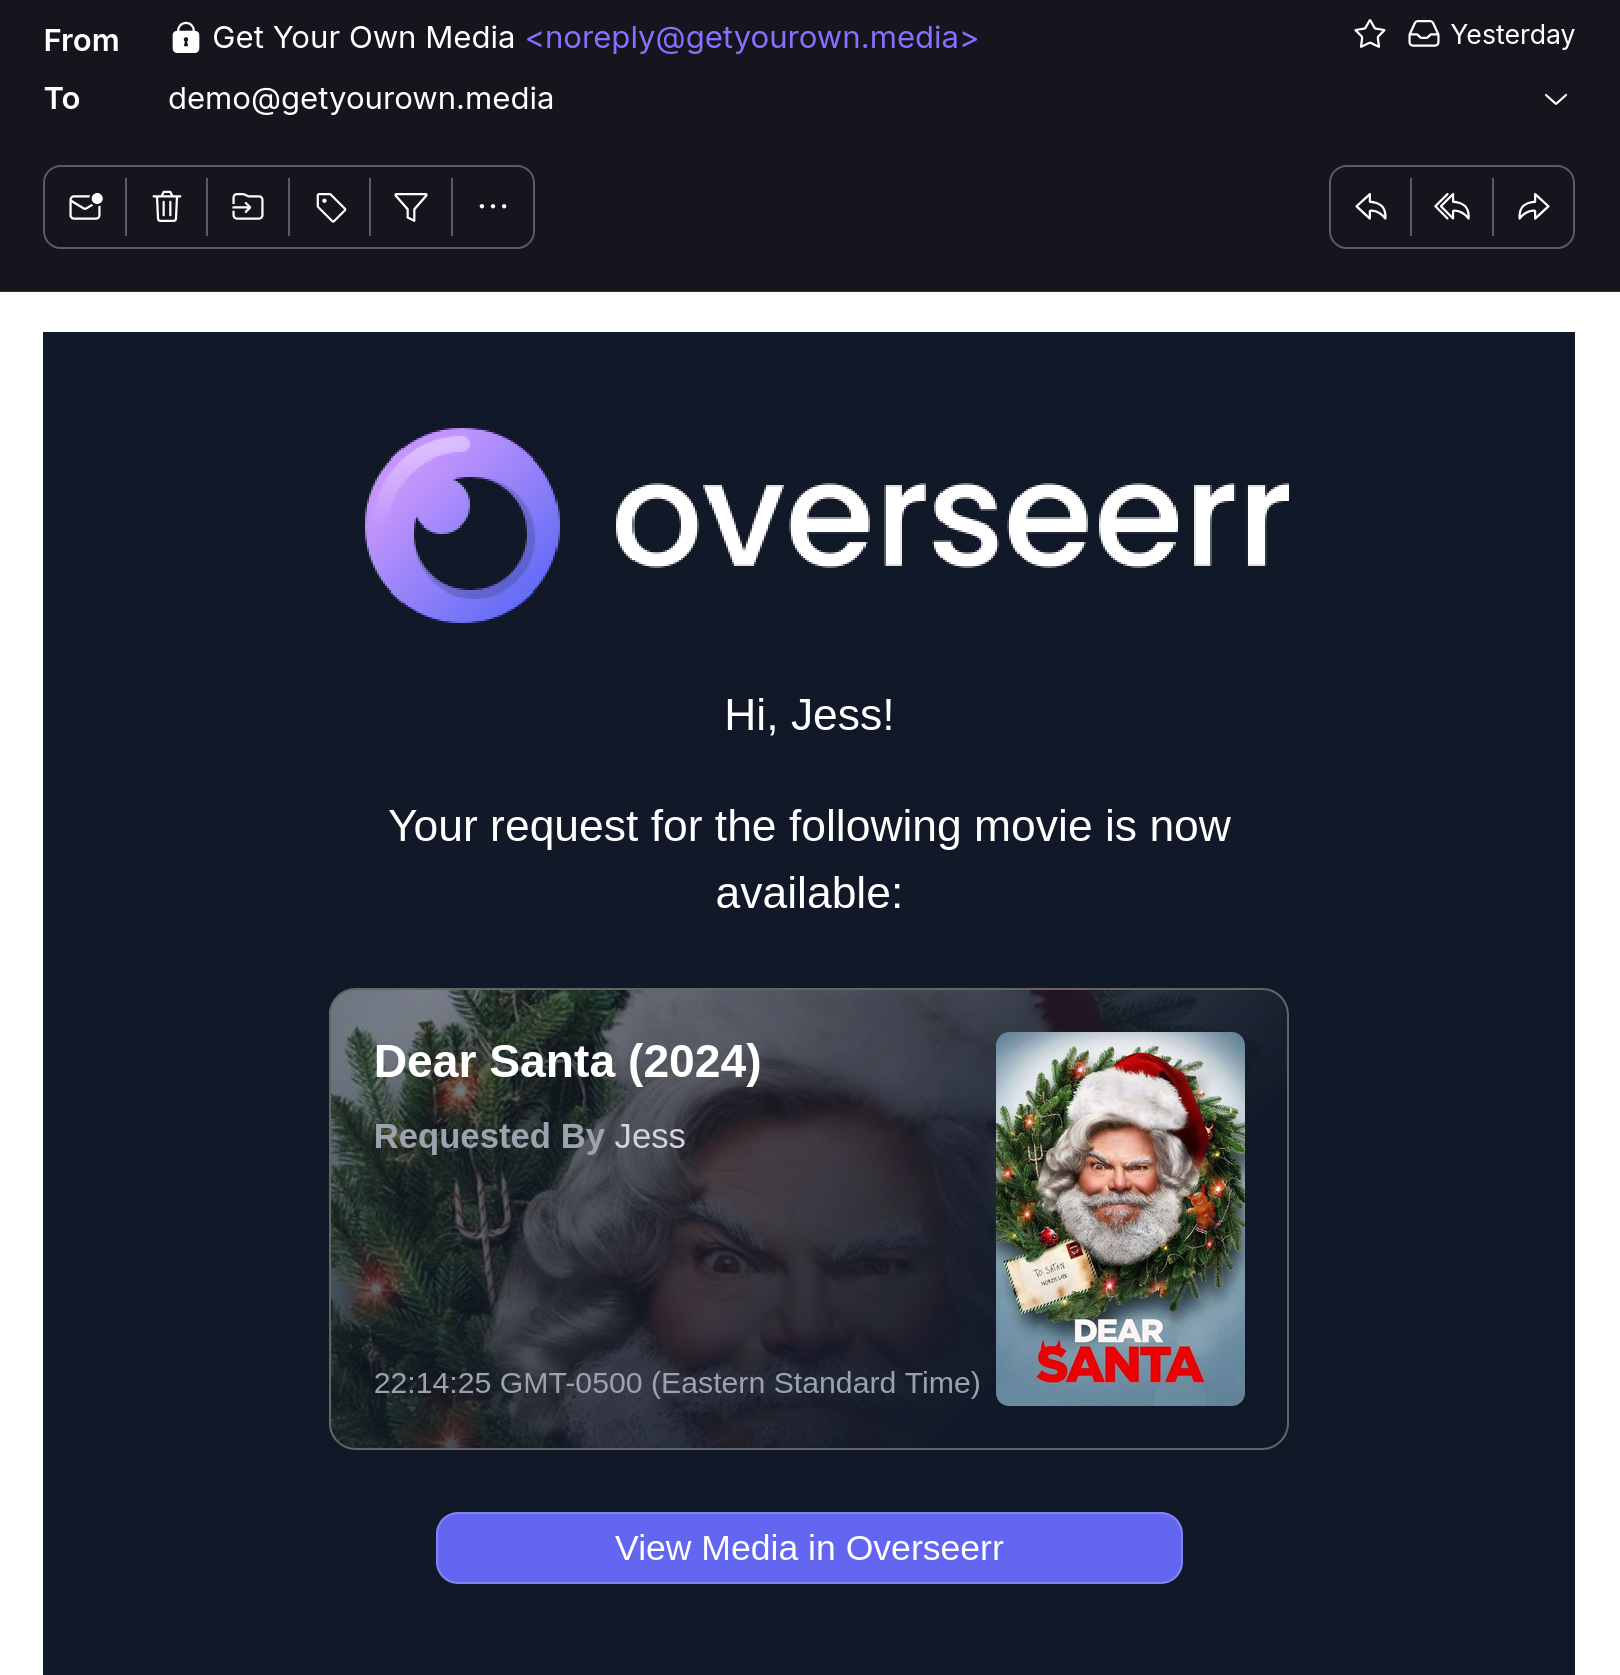 From Get Your Own Media <noreply@getyourown.media> Yesterday
To demo@getyourown.media
overseerr
Hi, Jess!
Your request for the following movie is now
available:
Dear Santa (2024)
Requested By Jess
22:14:25 GMT-0500 (Eastern Standard Time)
TO: SATAN
NORTH POLE
DEAR
SANTA
View Media in Overseerr